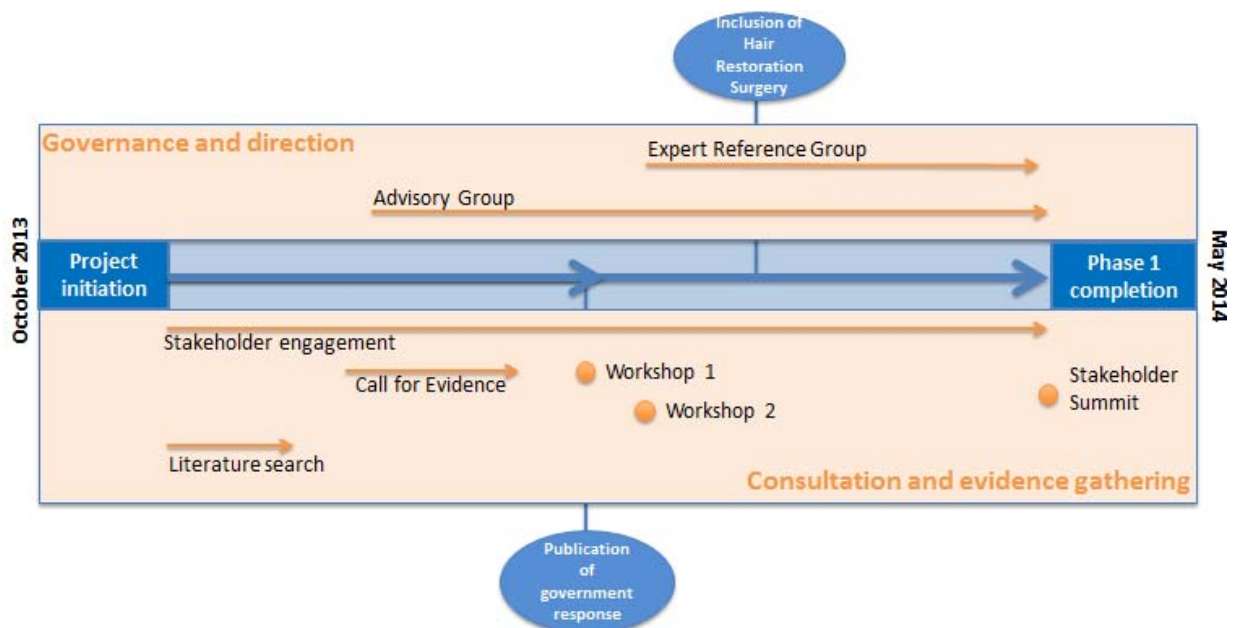 Inclusion of
Hair
Restoration
Surgery
Governance and direction
Expert Reference Group
Advisory Group
October 2013
Project
initiation
Phase 1
completion
May 2014
Stakeholder engagement
Call for Evidence
Workshop 1
Workshop 2
Stakeholder
Summit
Literature search
Consultation and evidence gathering
Publication
of
government
response